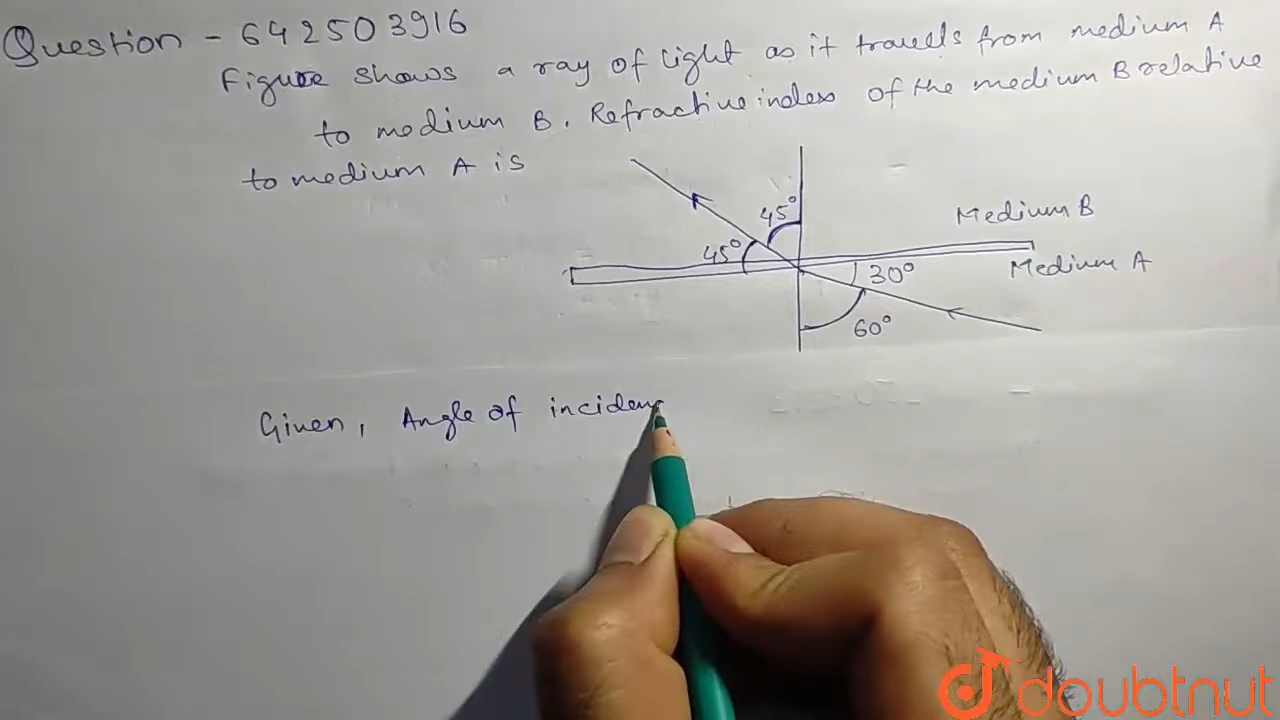 Question - 642503916
Figure shows a ray of light as it travells from medium A
to medium B. Refractive index of the medium B relative
to medium A is
45°
Medium B
45°
Medium A
30°
60°
Given, Angle of incidenc
doubtnut